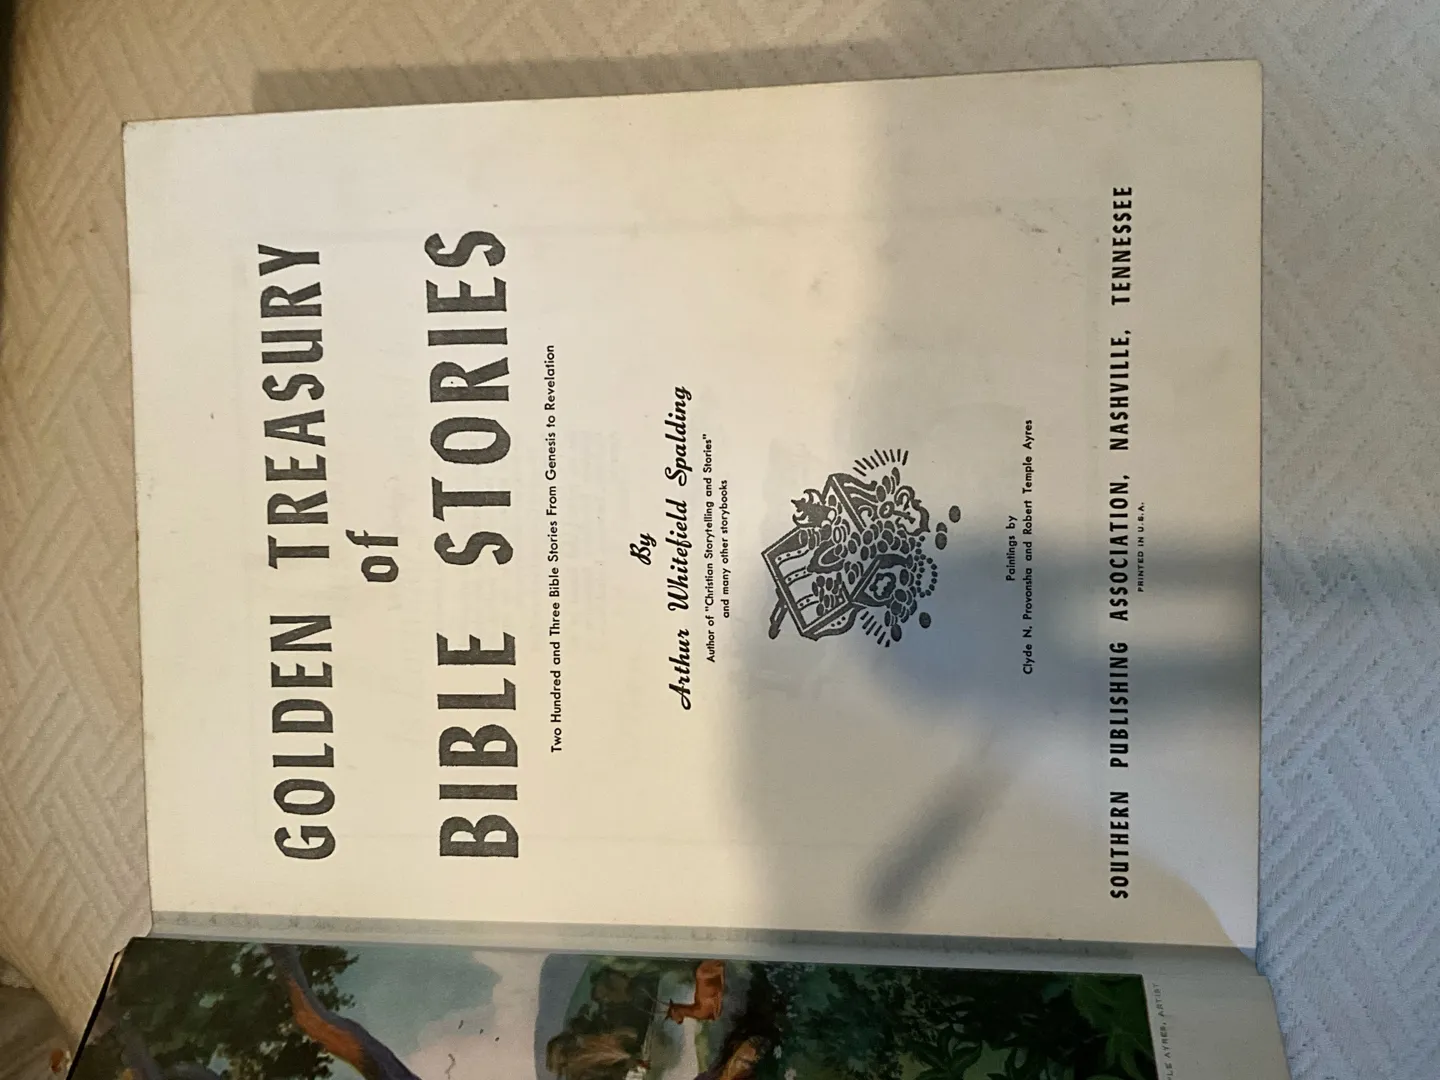 GOLDEN TREASURY
of
BIBLE STORIES
Two Hundred and Three Bible Stories From Genesis to Revelation
By
Arthur Whitefield Spalding
Author of "Christian Storytelling and Stories"
and many other storybooks
Paintings by
Clyde N. Provonsha and Robert Temple Ayres
SOUTHERN PUBLISHING ASSOCIATION, NASHVILLE, TENNESSEE
PRINTED IN U.S.A.
AYRES, ARTIST